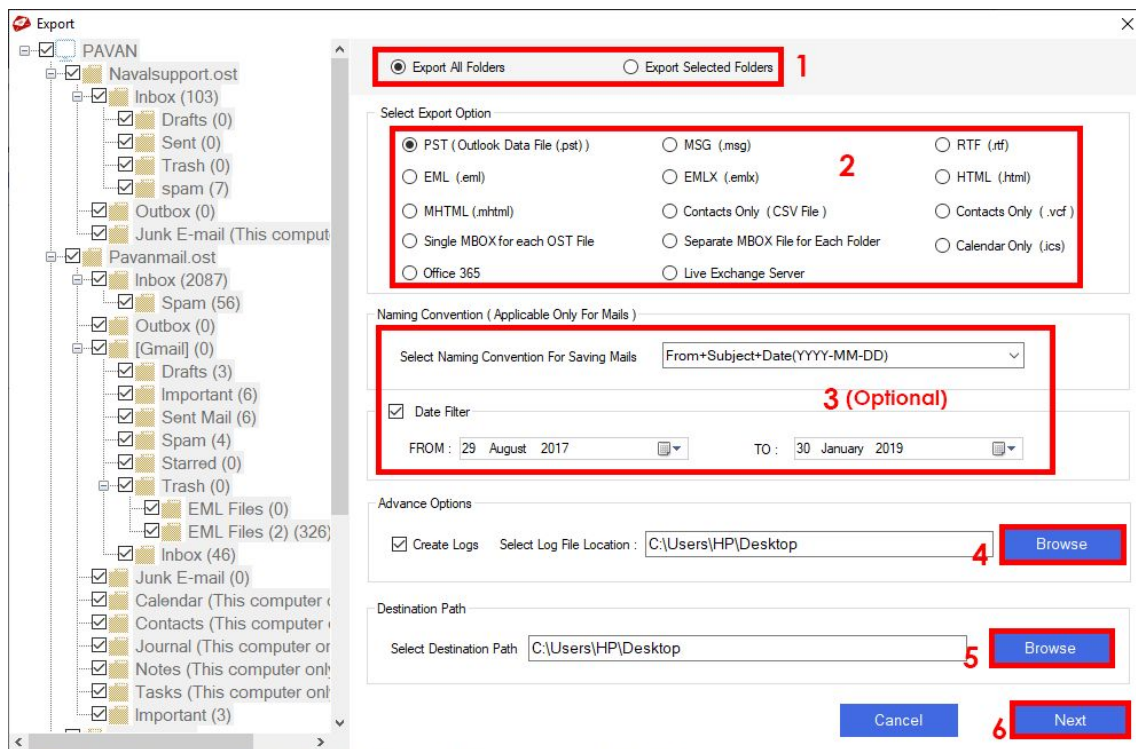 Export
PAVAN
Navalsupport.ost
Inbox (103)
Drafts (0)
Sent (0)
Trash (0)
spam (7)
Outbox (0)
Junk E-mail (This comput
Pavanmail.ost
Inbox (2087)
Spam (56)
Outbox (0)
[Gmail] (0)
Drafts (3)
Important (6)
Sent Mail (6)
Spam (4)
Starred (0)
Trash (0)
EML Files (0)
EML Files (2) (326)
Inbox (46)
Junk E-mail (0)
Calendar (This computer
Contacts (This computer
Journal (This computer or
Notes (This computer only
Tasks (This computer only
Important (3)
Export All Folders Export Selected Folders 1
Select Export Option
PST (Outlook Data File (.pst)) MSG (.msg) RTF (.rtf)
2
EML (.eml) EMLX (.emlx) HTML (.html)
MHTML (.mhtml) Contacts Only (CSV File) Contacts Only (.vcf)
Single MBOX for each OST File Separate MBOX File for Each Folder Calendar Only (.ics)
Office 365 Live Exchange Server
Naming Convention (Applicable Only For Mails)
Select Naming Convention For Saving Mails From+Subject+Date(YYYY-MM-DD)
3 (Optional)
Date Filter
FROM : 29 August 2017 TO : 30 January 2019
Advance Options
Create Logs Select Log File Location : C:\Users\HP\Desktop 4 Browse
Destination Path
Select Destination Path C:\Users\HP\Desktop 5 Browse
Cancel 6 Next